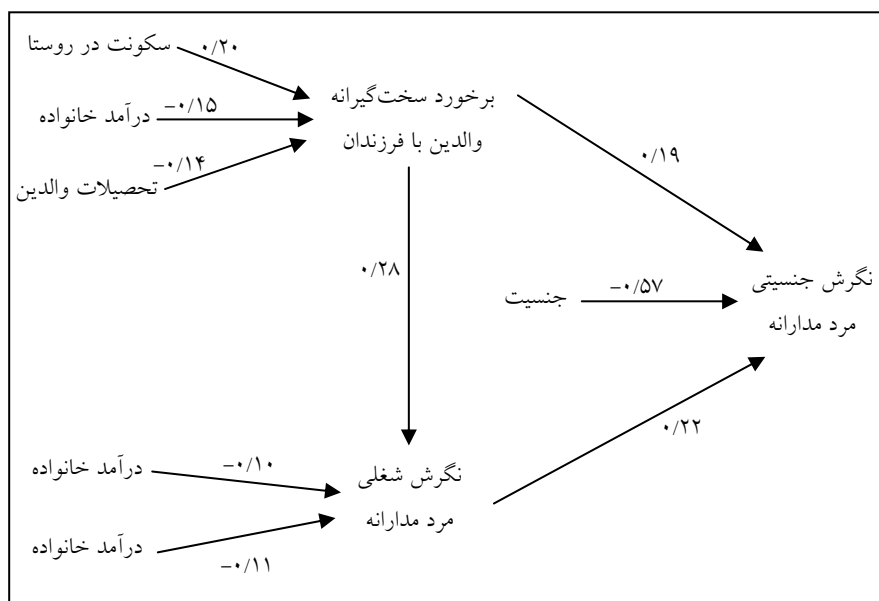 سکونت در روستا
۰/۲۰
درآمد خانواده
−۰/۱۵
تحصیلات والدین
−۰/۱۴
برخورد سخت‌گیرانه
والدین با فرزندان
۰/۱۹
۰/۲۸
جنسیت
−۰/۵۷
نگرش جنسیتی
مرد مدارانه
۰/۲۲
درآمد خانواده
−۰/۱۰
نگرش شغلی
مرد مدارانه
درآمد خانواده
−۰/۱۱